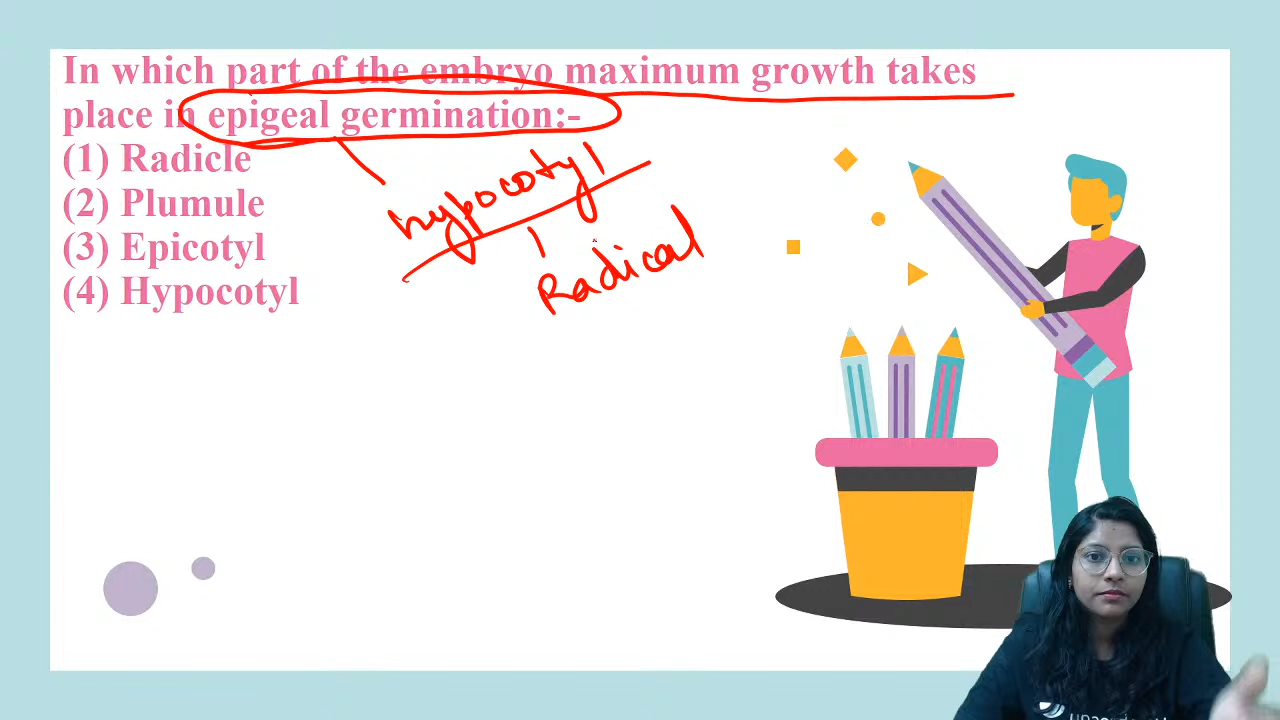 In which part of the embryo maximum growth takes
place in epigeal germination:-
(1) Radicle
(2) Plumule
(3) Epicotyl
(4) Hypocotyl
hypocotyl
Radical